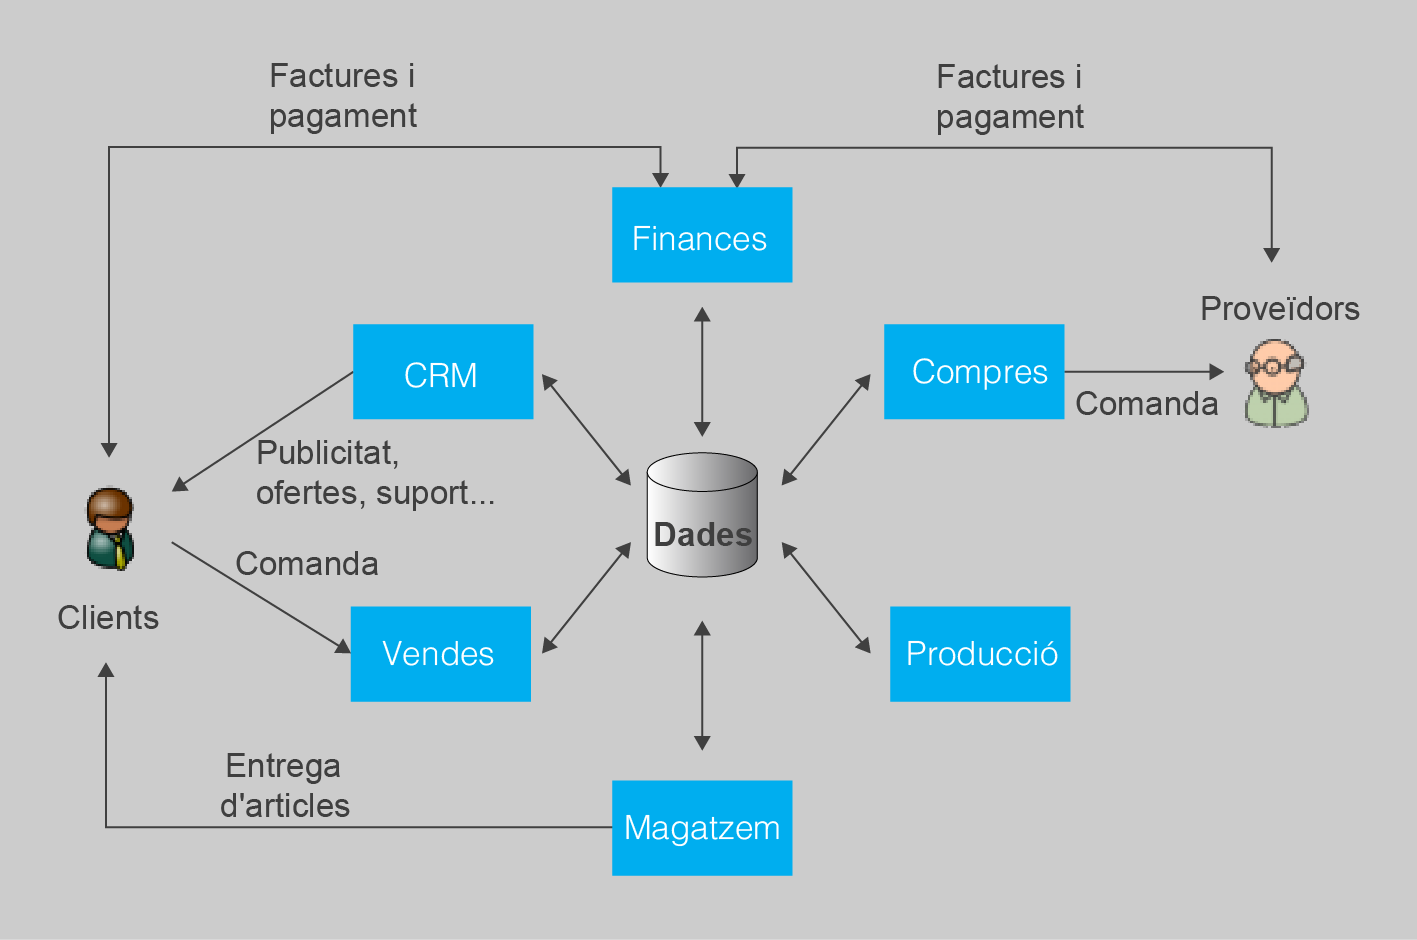 Factures i
pagament
Factures i
pagament
Finances
Proveïdors
CRM
Compres
Comanda
Publicitat,
ofertes, suport...
Dades
Comanda
Clients
Vendes
Producció
Entrega
d'articles
Magatzem